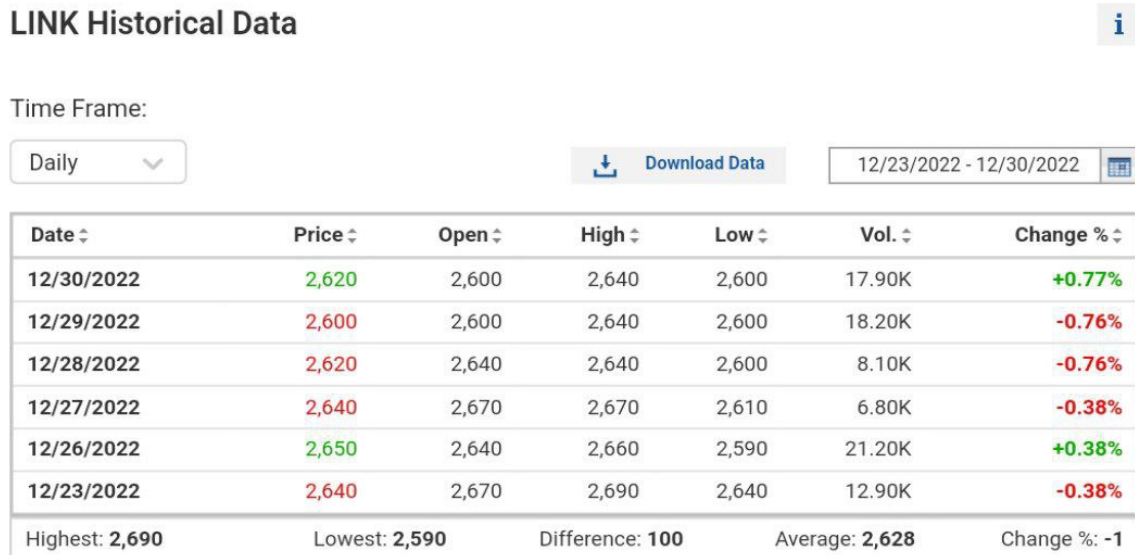 LINK Historical Data
i
Time Frame:
Daily Download Data 12/23/2022 - 12/30/2022
Date Price Open High Low Vol. Change %
12/30/2022 2,620 2,600 2,640 2,600 17.90K +0.77%
12/29/2022 2,600 2,600 2,640 2,600 18.20K -0.76%
12/28/2022 2,620 2,640 2,640 2,600 8.10K -0.76%
12/27/2022 2,640 2,670 2,670 2,610 6.80K -0.38%
12/26/2022 2,650 2,640 2,660 2,590 21.20K +0.38%
12/23/2022 2,640 2,670 2,690 2,640 12.90K -0.38%
Highest: 2,690 Lowest: 2,590 Difference: 100 Average: 2,628 Change %: -1